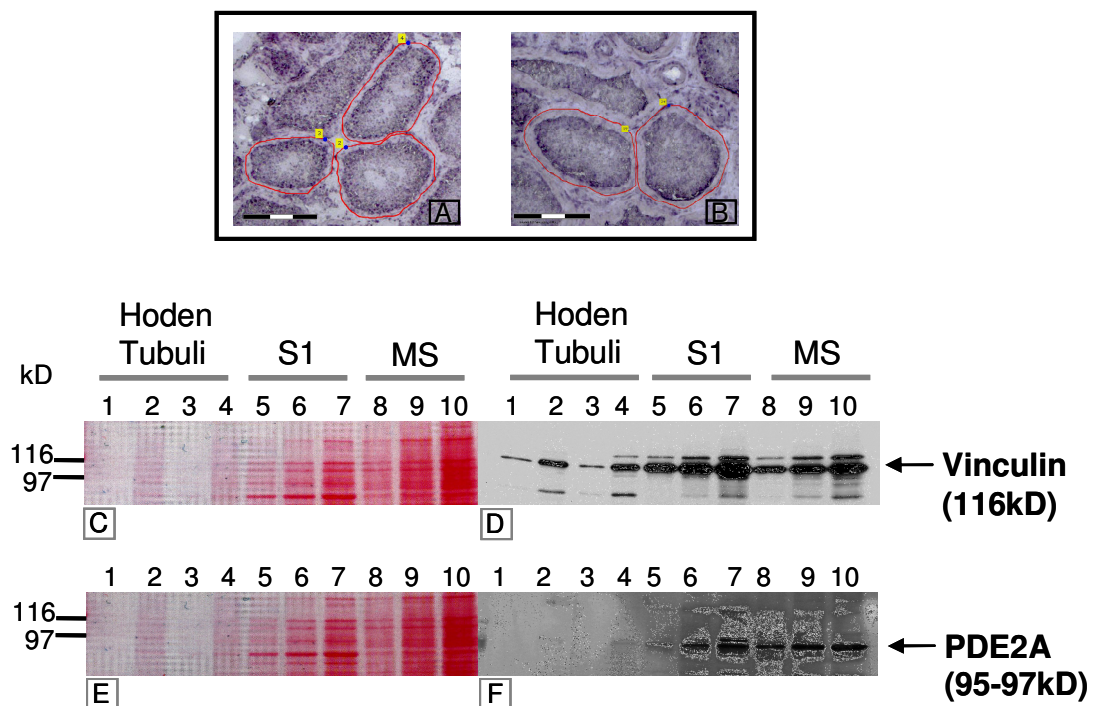 A
B
Hoden
Tubuli
S1
MS
Hoden
Tubuli
S1
MS
kD
1 2 3 4 5 6 7 8 9 10
1 2 3 4 5 6 7 8 9 10
116
97
Vinculin
(116kD)
C
D
1 2 3 4 5 6 7 8 9 10
1 2 3 4 5 6 7 8 9 10
116
97
PDE2A
(95-97kD)
E
F